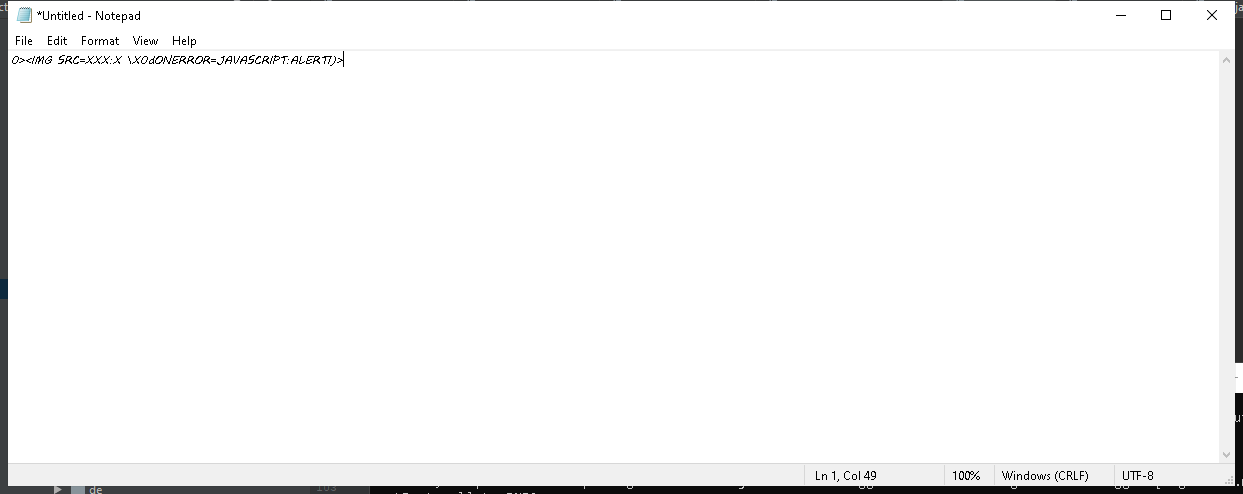 *Untitled - Notepad
File Edit Format View Help
0><IMG SRC=XXX:X \X0dONERROR=JAVASCRIPT:ALERT1)>
Ln 1, Col 49 100% Windows (CRLF) UTF-8
de